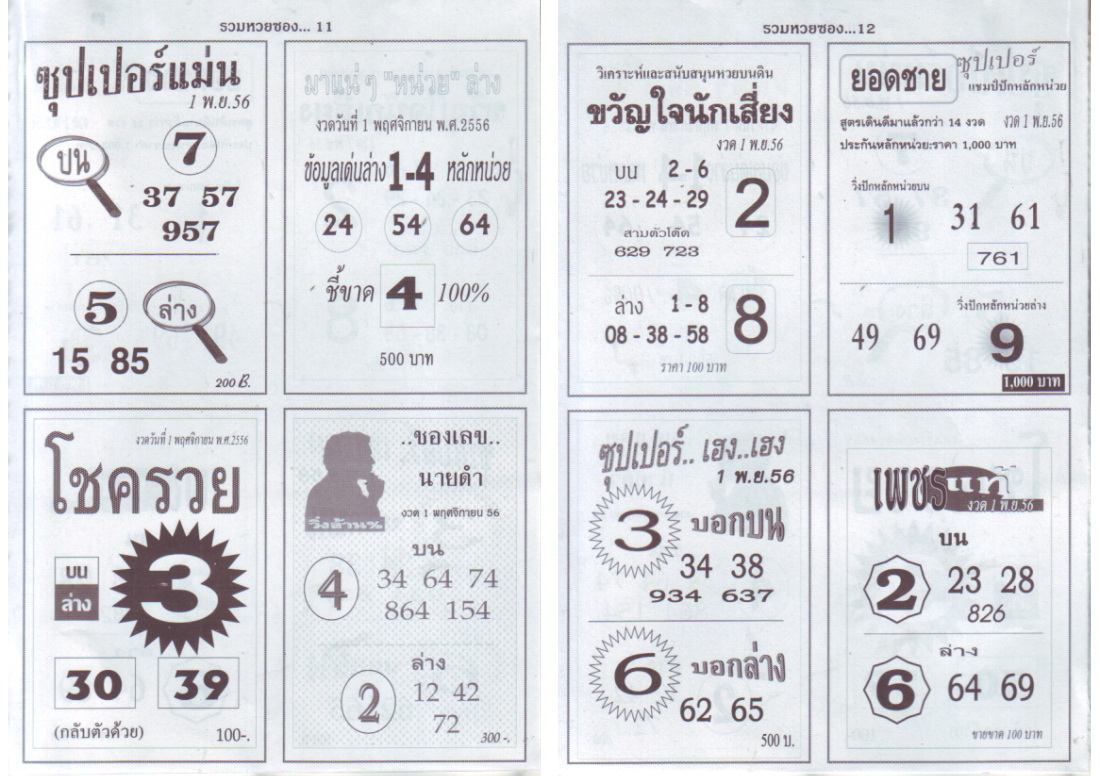 รวมหวยซอง... 11
ซุปเปอร์แม่น
1 พ.ย.56
บน
7
37 57
957
5
ล่าง
15 85
200 ฿.
มาแน่ ๆ "หน่วย" ล่าง
งวดวันที่ 1 พฤศจิกายน พ.ศ.2556
ข้อมูลเด่นล่าง 1-4 หลักหน่วย
24 54 64
ชี้ขาด 4 100%
500 บาท
โชครวย
งวดวันที่ 1 พฤศจิกายน พ.ศ.2556
3
บน
ล่าง
30 39
(กลับตัวด้วย) 100-.
..ซองเลข..
นายดำ
วิ่งล้าน%
งวด 1 พฤศจิกายน 56
บน
4
34 64 74
864 154
ล่าง
2
12 42
72
300 -.
รวมหวยซอง...12
วิเคราะห์และสนับสนุนหวยบนดิน
ขวัญใจนักเสี่ยง
งวด 1 พ.ย.56
บน 2 - 6
23 - 24 - 29
2
สามตัวโต๊ด
629 723
ล่าง 1 - 8
08 - 38 - 58
8
ราคา 100 บาท
ยอดชาย
ซุปเปอร์
แชมป์ปักหลักหน่วย
สูตรเดินดีมาแล้วกว่า 14 งวด งวด 1 พ.ย.56
ประกันหลักหน่วย:ราคา 1,000 บาท
วิ่งปักหลักหน่วยบน
1
31 61
761
วิ่งปักหลักหน่วยล่าง
49 69
9
1,000 บาท
ซุปเปอร์.. เฮง..เฮง
1 พ.ย.56
3
บอกบน
34 38
934 637
6
บอกล่าง
62 65
500 บ.
เพชรแท้
งวด 1 พ.ย.56
บน
2
23 28
826
ล่าง
6
64 69
ขายขาด 100 บาท